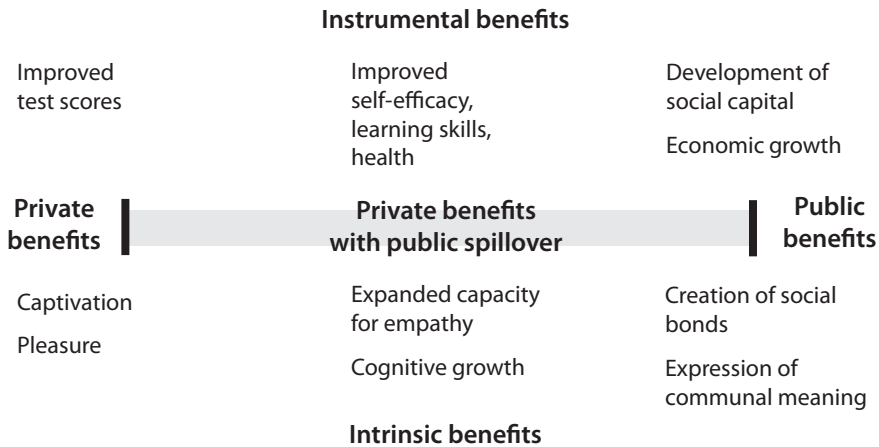 Instrumental benefits
Improved
test scores
Improved
self-efficacy,
learning skills,
health
Development of
social capital
Economic growth
Private
benefits
Private benefits
with public spillover
Public
benefits
Captivation
Pleasure
Expanded capacity
for empathy
Cognitive growth
Creation of social
bonds
Expression of
communal meaning
Intrinsic benefits